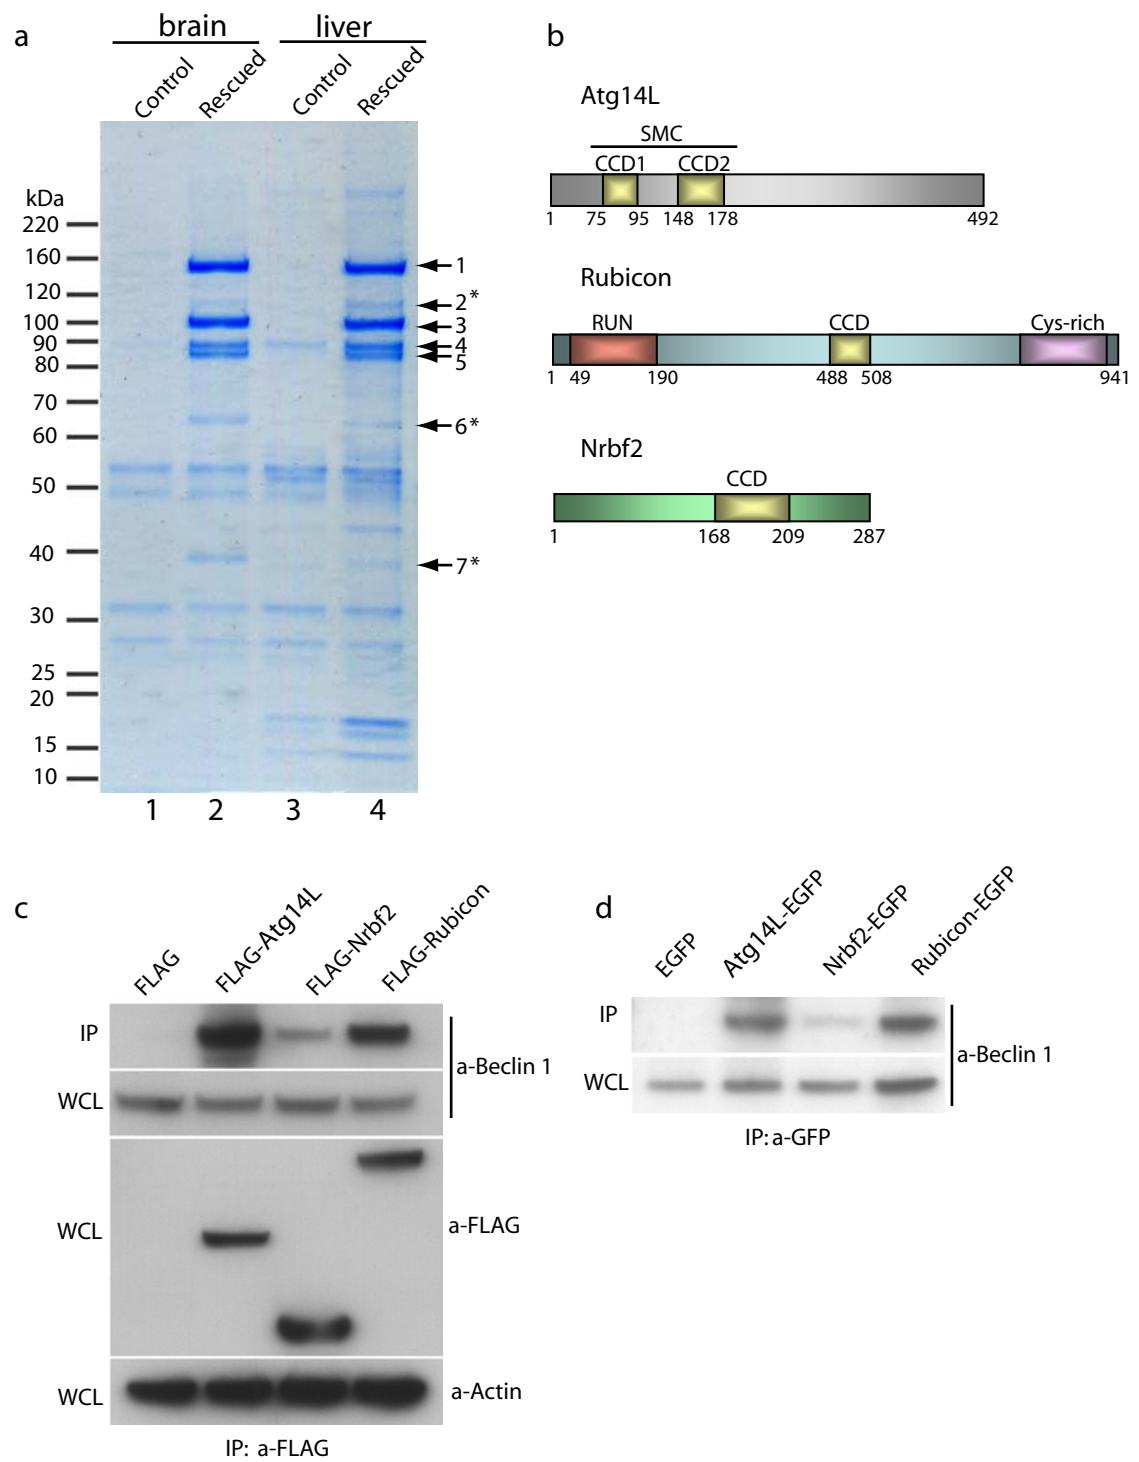 a
brain liver
Control Rescued Control Rescued
kDa
220
160
120
100
90
80
70
60
50
40
30
25
20
15
10
1
2*
3
4
5
6*
7*
1 2 3 4
b
Atg14L
SMC
CCD1 CCD2
1 75 95 148 178 492
Rubicon
RUN CCD Cys-rich
1 49 190 488 508 941
Nrbf2
CCD
1 168 209 287
c
FLAG FLAG-Atg14L FLAG-Nrbf2 FLAG-Rubicon
IP
a-Beclin 1
WCL
WCL a-FLAG
WCL a-Actin
IP: a-FLAG
d
EGFP Atg14L-EGFP Nrbf2-EGFP Rubicon-EGFP
IP
a-Beclin 1
WCL
IP: a-GFP